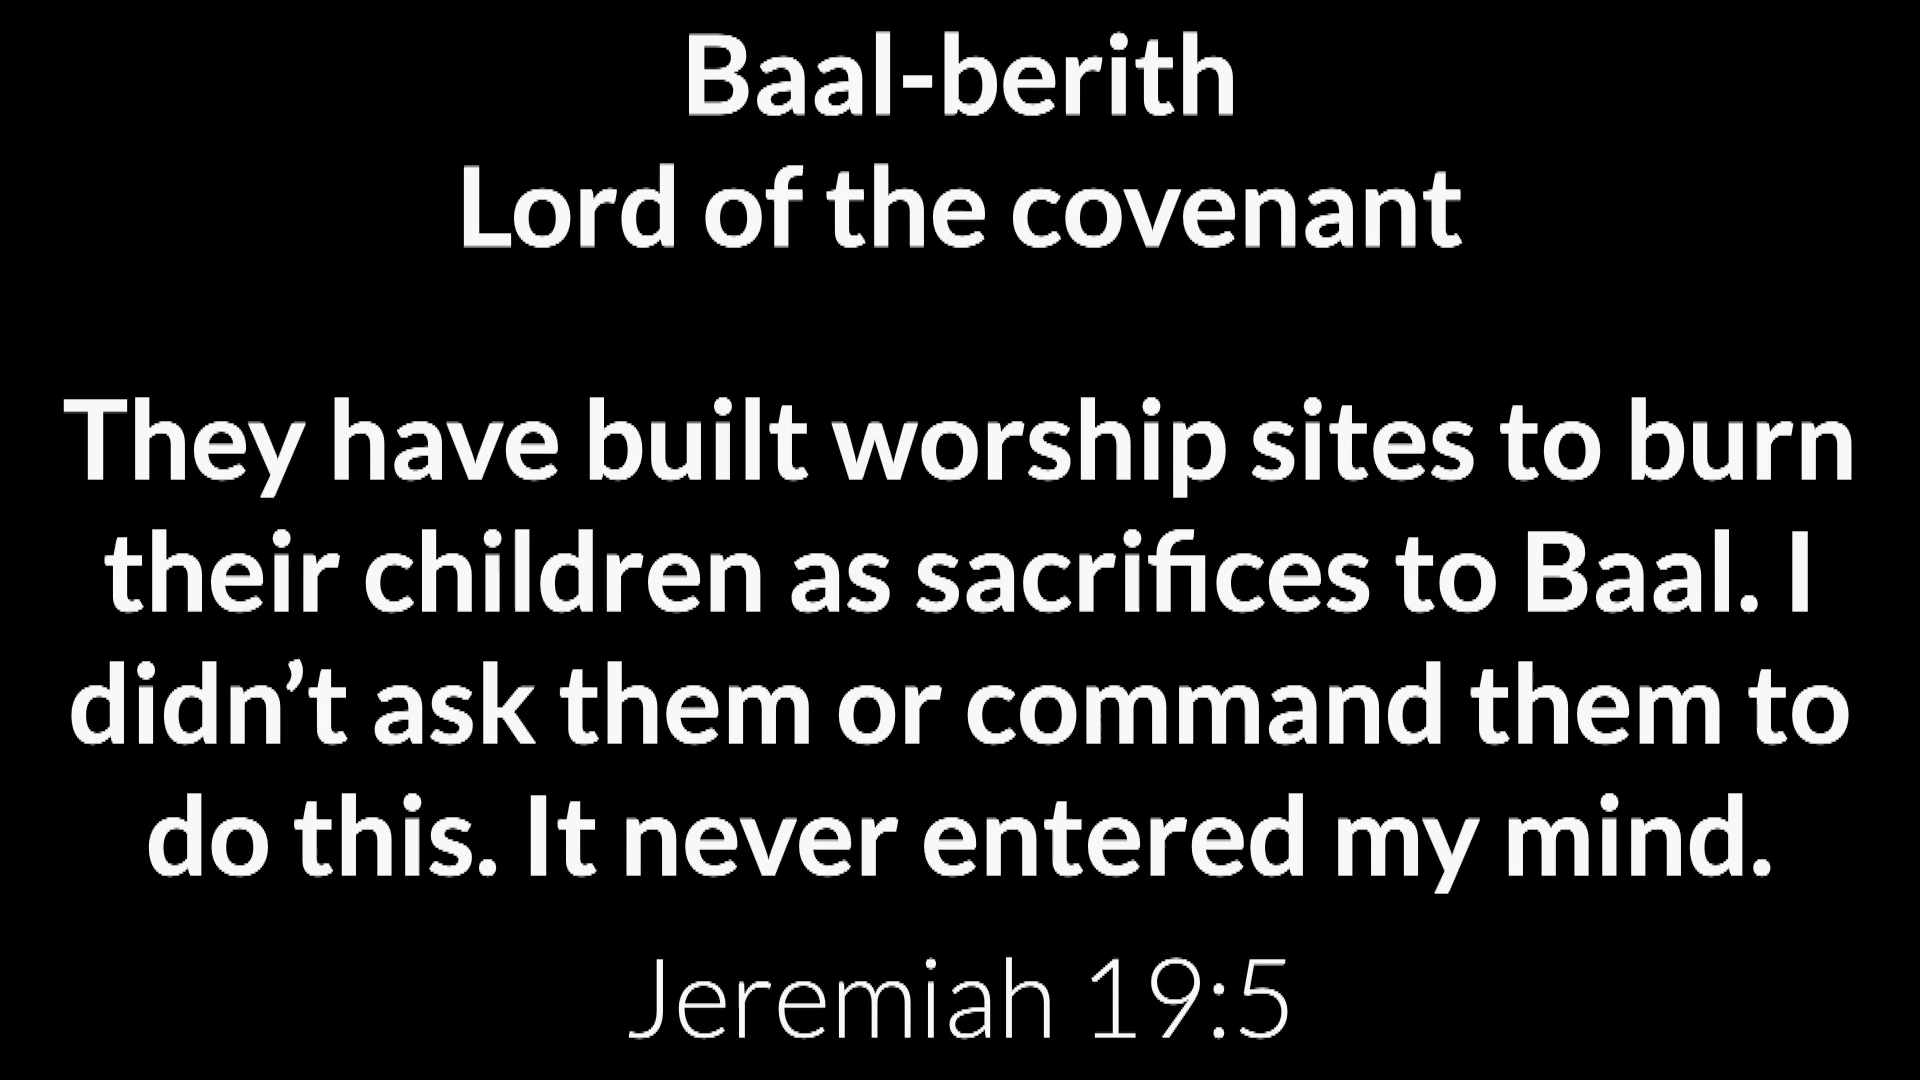 Baal-berith
Lord of the covenant
They have built worship sites to burn
their children as sacrifices to Baal. I
didn’t ask them or command them to
do this. It never entered my mind.
Jeremiah 19:5